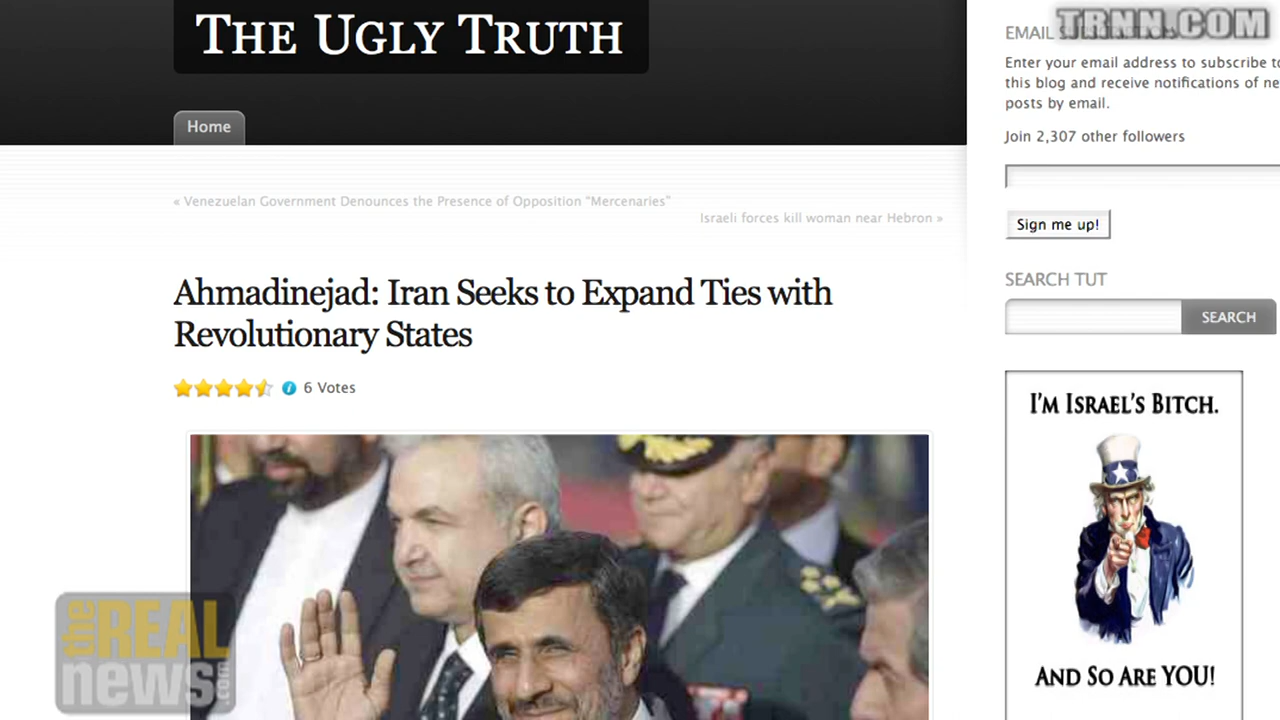 THE UGLY TRUTH
Home
« Venezuelan Government Denounces the Presence of Opposition “Mercenaries”
Israeli forces kill woman near Hebron »
Ahmadinejad: Iran Seeks to Expand Ties with
Revolutionary States
6 Votes
TRNN.COM
EMAIL
Enter your email address to subscribe to
this blog and receive notifications of
posts by email.
Join 2,307 other followers
Sign me up!
SEARCH TUT
SEARCH
I'M ISRAEL'S BITCH.
AND SO ARE YOU!
the REAL
news.com